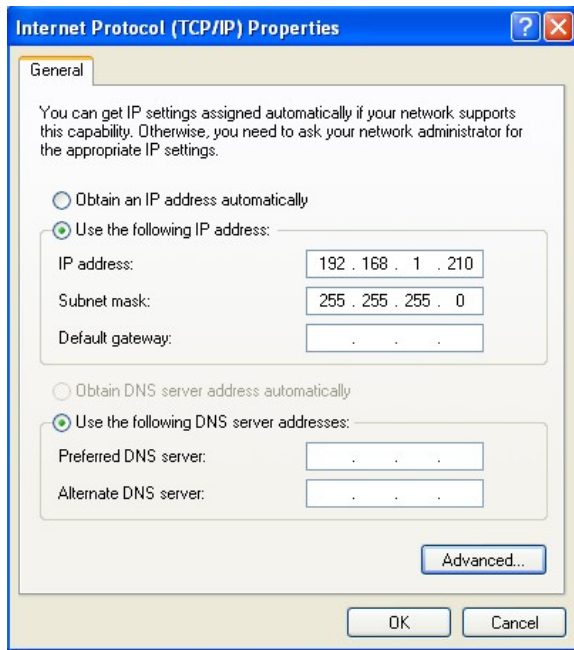 Internet Protocol (TCP/IP) Properties
General
You can get IP settings assigned automatically if your network supports
this capability. Otherwise, you need to ask your network administrator for
the appropriate IP settings.
Obtain an IP address automatically
Use the following IP address:
IP address: 192 . 168 . 1 . 210
Subnet mask: 255 . 255 . 255 . 0
Default gateway: . . .
Obtain DNS server address automatically
Use the following DNS server addresses:
Preferred DNS server: . . .
Alternate DNS server: . . .
Advanced...
OK Cancel